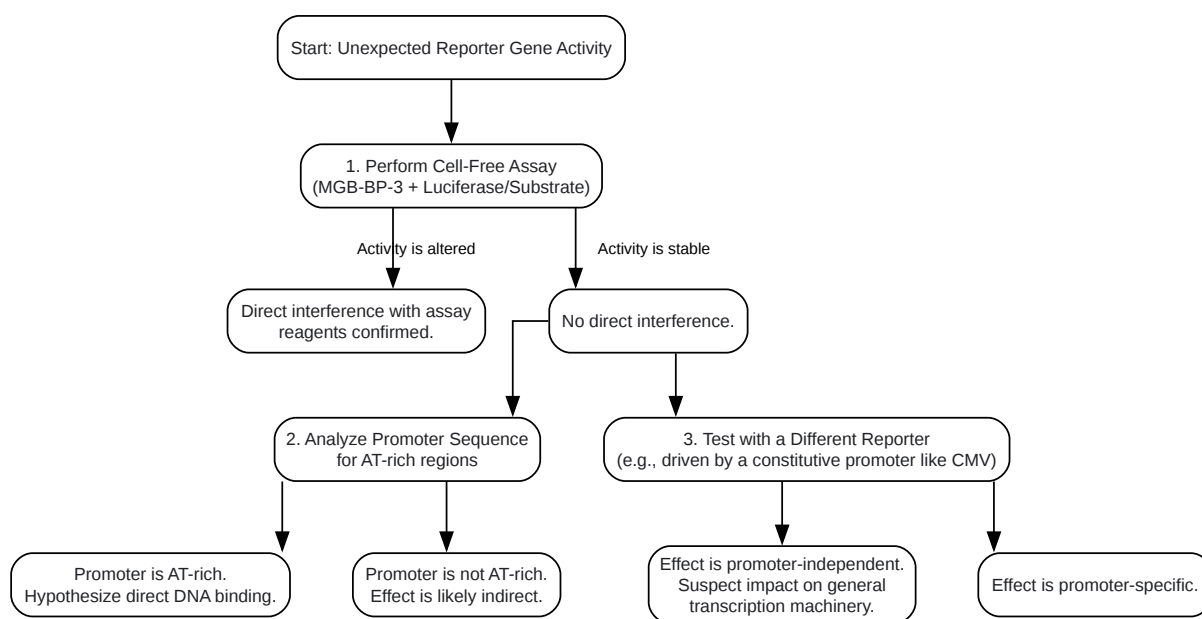 Start: Unexpected Reporter Gene Activity
1. Perform Cell-Free Assay
(MGB-BP-3 + Luciferase/Substrate)
Activity is altered
Activity is stable
Direct interference with assay
reagents confirmed.
No direct interference.
2. Analyze Promoter Sequence
for AT-rich regions
3. Test with a Different Reporter
(e.g., driven by a constitutive promoter like CMV)
Promoter is AT-rich.
Hypothesize direct DNA binding.
Promoter is not AT-rich.
Effect is likely indirect.
Effect is promoter-independent.
Suspect impact on general
transcription machinery.
Effect is promoter-specific.